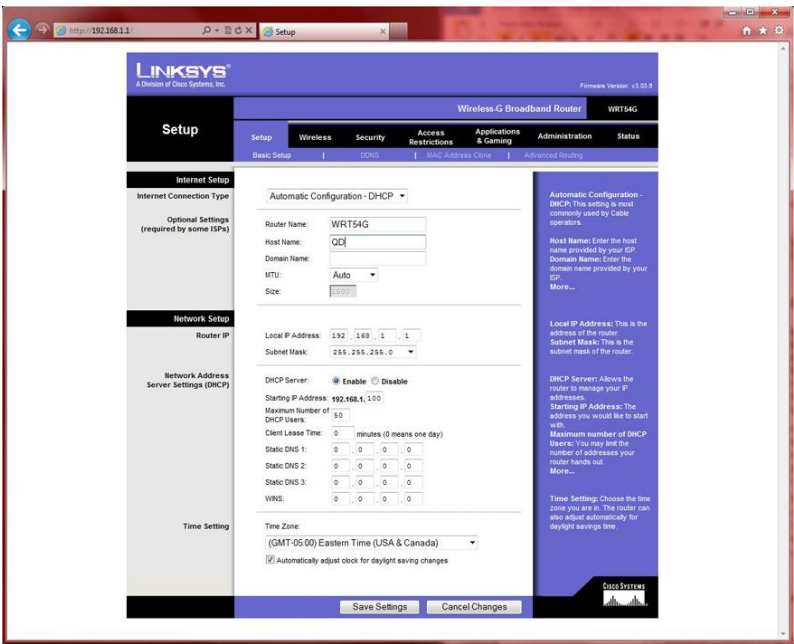 http://192.168.1.1/
Setup
LINKSYS®
A Division of Cisco Systems, Inc.
Firmware Version: v3.03.9
Wireless-G Broadband Router
WRT54G
Setup
Setup Wireless Security Access Restrictions Applications & Gaming Administration Status
Basic Setup | DDNS | MAC Address Clone | Advanced Routing
Internet Setup
Internet Connection Type
Automatic Configuration - DHCP
Optional Settings
(required by some ISPs)
Router Name: WRT54G
Host Name: QD
Domain Name:
MTU: Auto
Size: 1500
Network Setup
Router IP
Local IP Address: 192 . 168 . 1 . 1
Subnet Mask: 255.255.255.0
Network Address
Server Settings (DHCP)
DHCP Server: Enable Disable
Starting IP Address: 192.168.1. 100
Maximum Number of
DHCP Users: 50
Client Lease Time: 0 minutes (0 means one day)
Static DNS 1: 0 . 0 . 0 . 0
Static DNS 2: 0 . 0 . 0 . 0
Static DNS 3: 0 . 0 . 0 . 0
WINS: 0 . 0 . 0 . 0
Time Setting
Time Zone:
(GMT-05:00) Eastern Time (USA & Canada)
Automatically adjust clock for daylight saving changes
Automatic Configuration -
DHCP: This setting is most
commonly used by Cable
operators.
Host Name: Enter the host
name provided by your ISP.
Domain Name: Enter the
domain name provided by your
ISP.
More...
Local IP Address: This is the
address of the router.
Subnet Mask: This is the
subnet mask of the router.
DHCP Server: Allows the
router to manage your IP
addresses.
Starting IP Address: The
address you would like to start
with.
Maximum number of DHCP
Users: You may limit the
number of addresses your
router hands out.
More...
Time Setting: Choose the time
zone you are in. The router can
also adjust automatically for
daylight savings time.
Save Settings
Cancel Changes
CISCO SYSTEMS